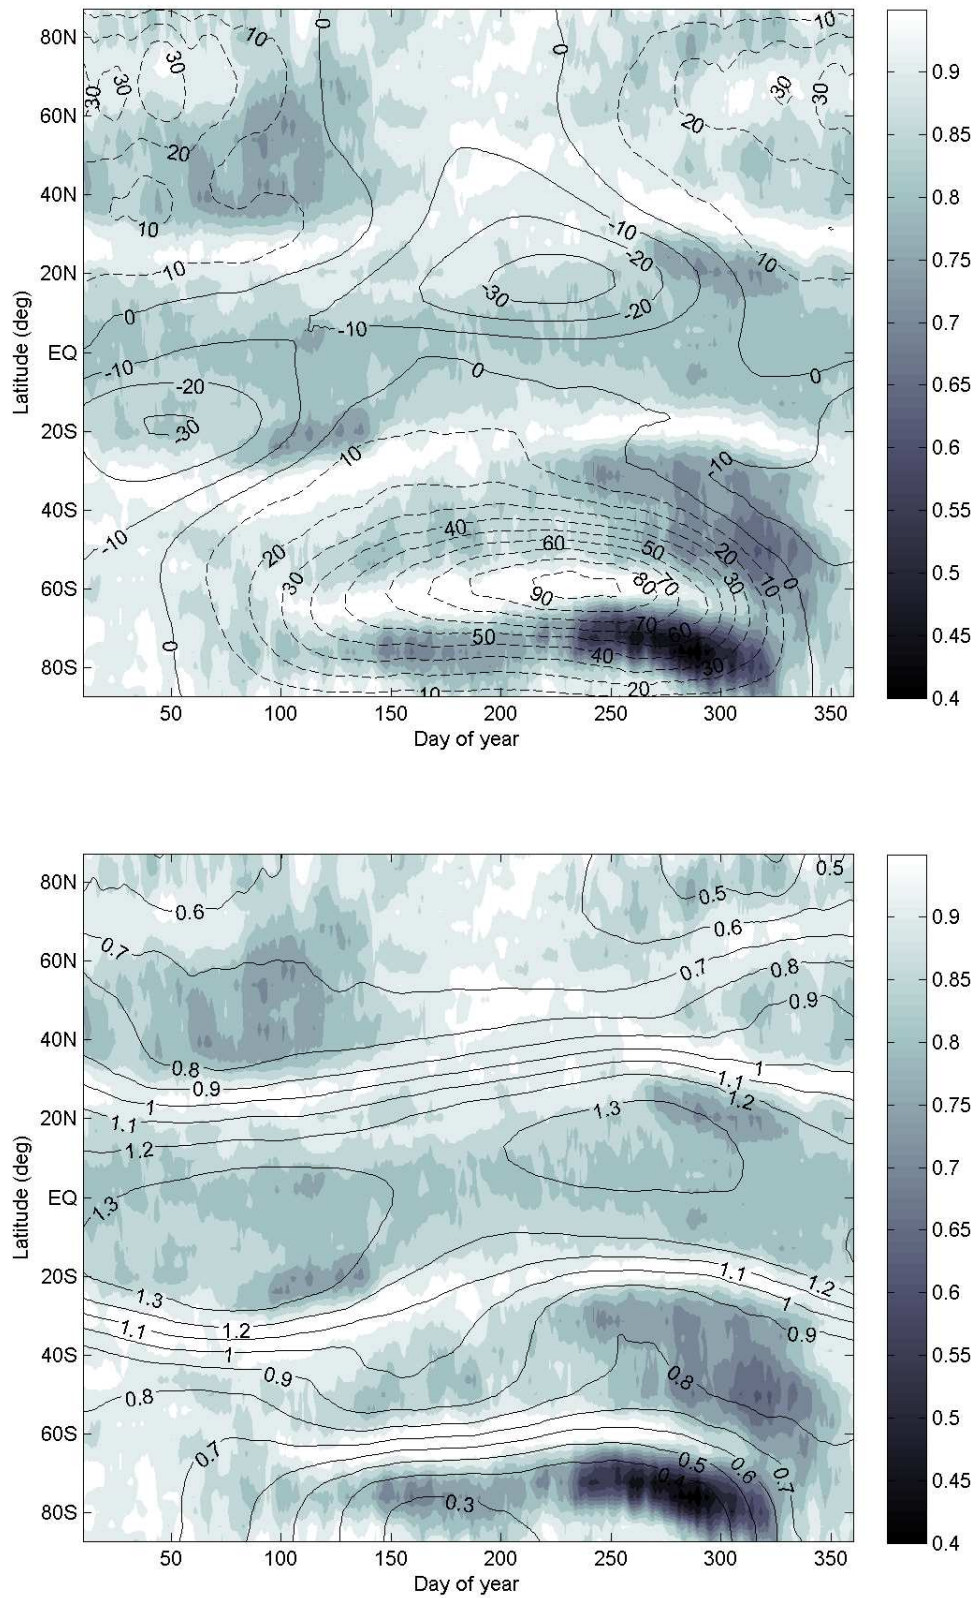 80N
60N
40N
20N
EQ
20S
40S
60S
80S
Latitude (deg)
50 100 150 200 250 300 350
Day of year
10 0 0 10
30 30 30 30 30
20 20
10
-10
-20
10 10
-30 -20
0 -10
-10 0 0
-20
-30
10 -10
-10 20 40 60 50 20
30 80 70 30 10 0
90 70 60
0 50 40 30
10 20
0.9
0.85
0.8
0.75
0.7
0.65
0.6
0.55
0.5
0.45
0.4
80N
60N
40N
20N
EQ
20S
40S
60S
80S
Latitude (deg)
50 100 150 200 250 300 350
Day of year
0.5
0.6 0.5
0.6
0.7 0.7 0.8
0.9
0.8 1
0.9 1.1
1 1.3 1.2
1.1
1.2
1.3
1.1 1.2
1.3 1
1.1 1.2 0.9
1
0.9 0.8
0.8
0.7 0.5 0.6 0.7
0.4
0.3
0.9
0.85
0.8
0.75
0.7
0.65
0.6
0.55
0.5
0.45
0.4